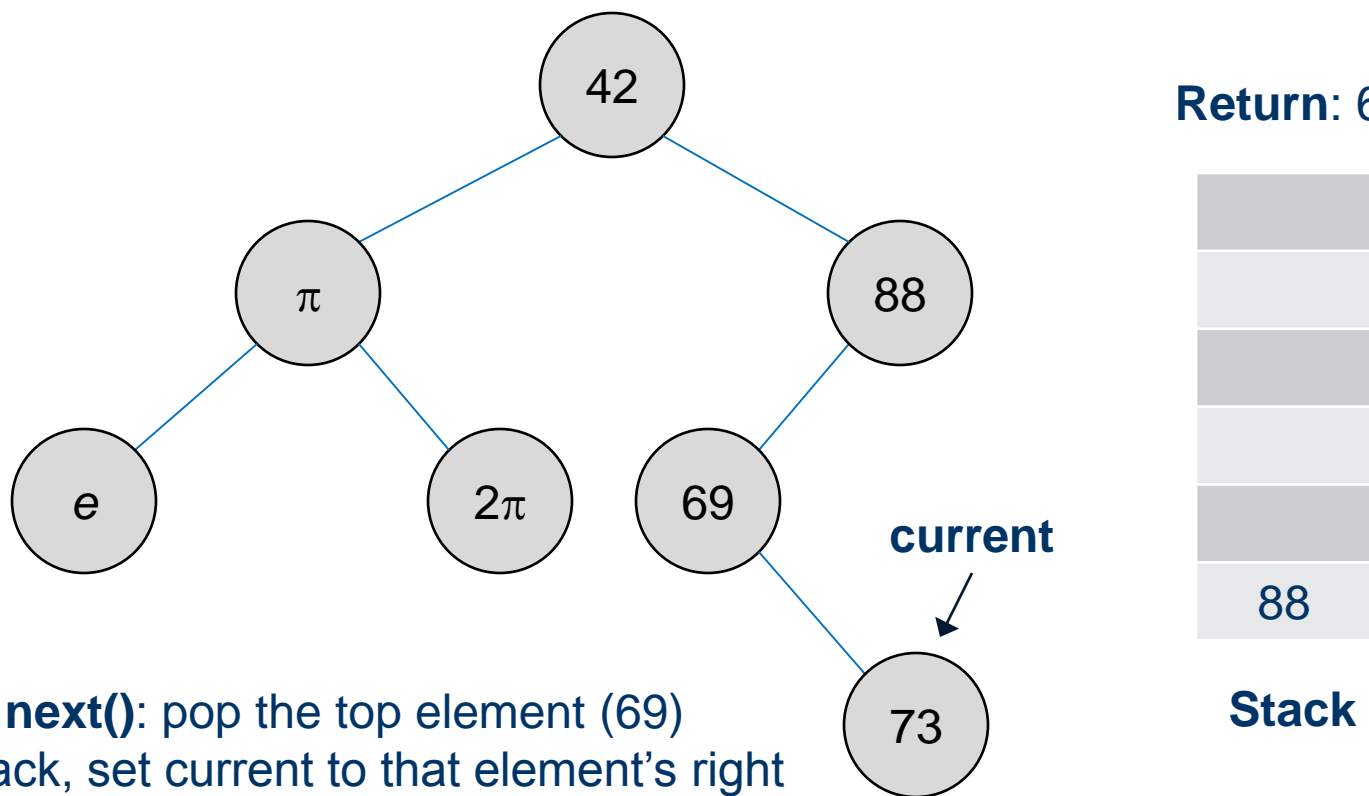 42
Return: 6
π
88
e
2π
69
current
88
next(): pop the top element (69)
73
Stack
ack, set current to that element's right